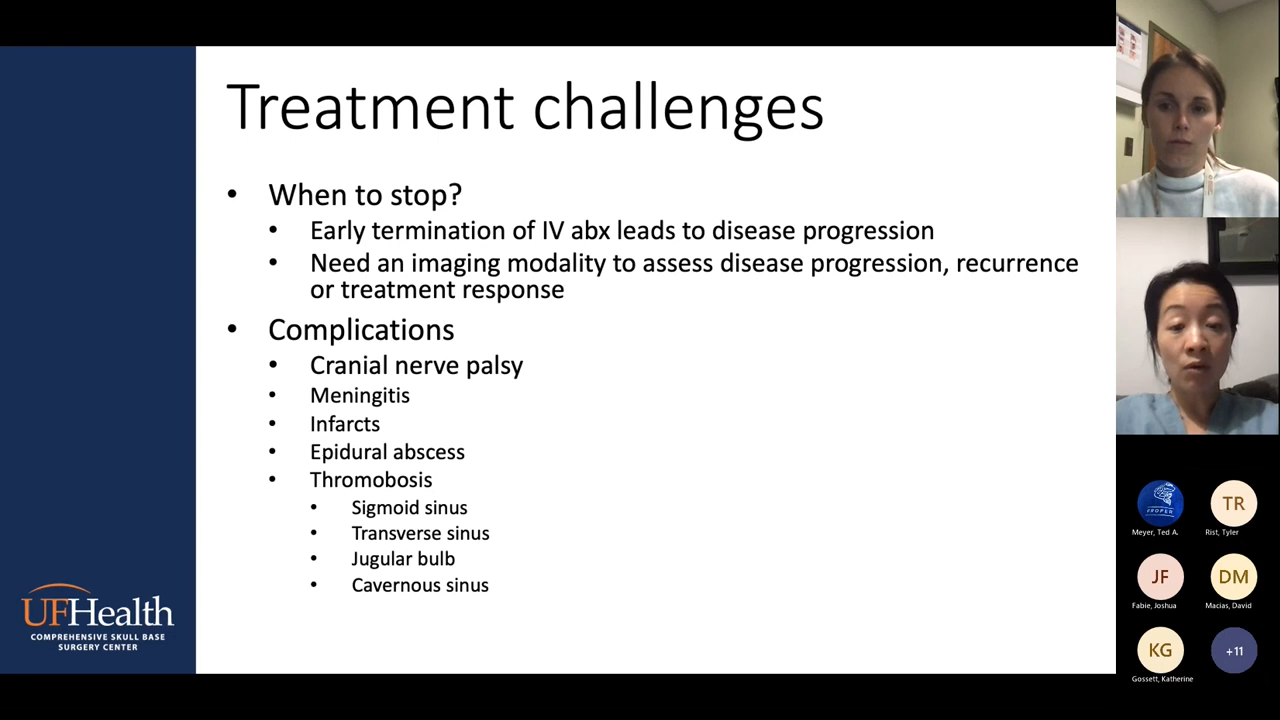 Treatment challenges
• When to stop?
• Early termination of IV abx leads to disease progression
• Need an imaging modality to assess disease progression, recurrence
or treatment response
• Complications
• Cranial nerve palsy
• Meningitis
• Infarcts
• Epidural abscess
• Thromobosis
• Sigmoid sinus
• Transverse sinus
• Jugular bulb
• Cavernous sinus
UFHealth
COMPREHENSIVE SKULL BASE
SURGERY CENTER
TR
Meyer, Ted A.
Rist, Tyler
JF
DM
Fabie, Joshua
Macias, David
KG
+11
Gossett, Katherine